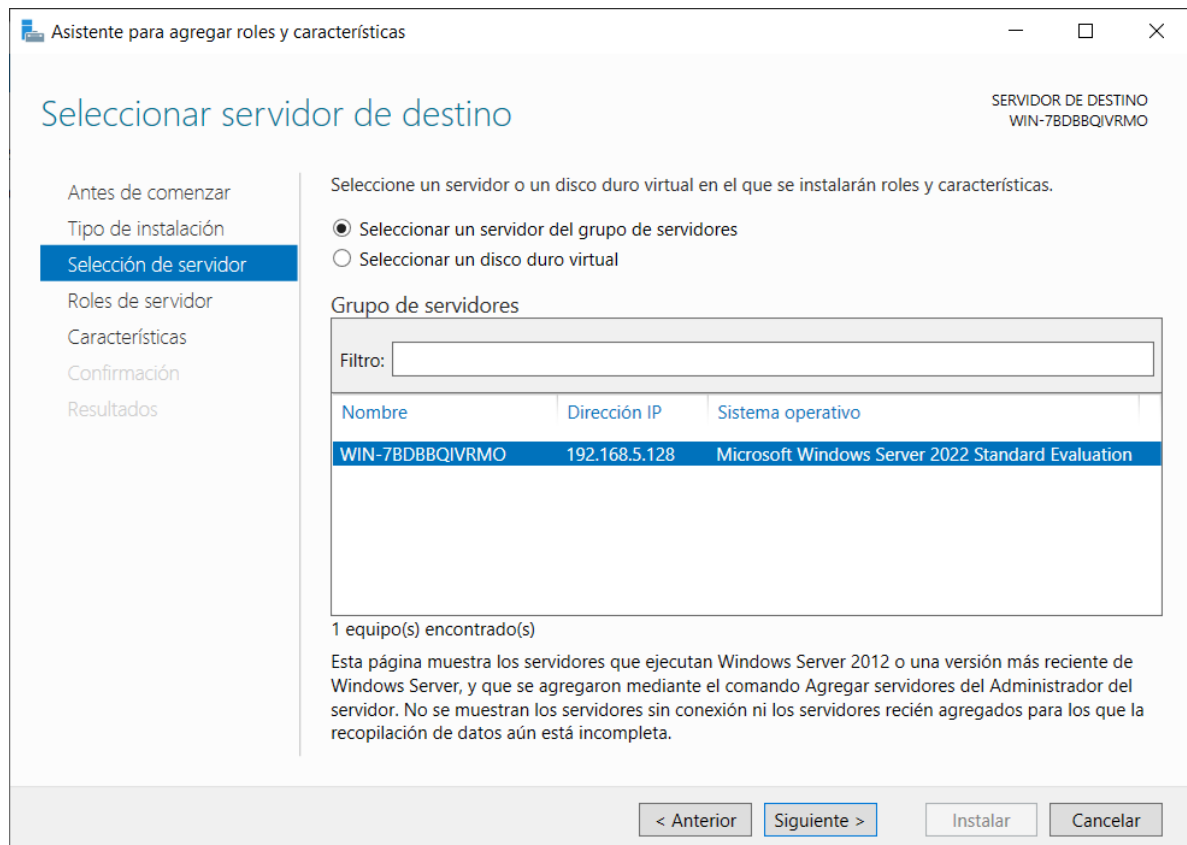 Asistente para agregar roles y características
Seleccionar servidor de destino
SERVIDOR DE DESTINO
WIN-7BDBBQIVRMO
Antes de comenzar
Tipo de instalación
Selección de servidor
Roles de servidor
Características
Confirmación
Resultados
Seleccione un servidor o un disco duro virtual en el que se instalarán roles y características.
Seleccionar un servidor del grupo de servidores
Seleccionar un disco duro virtual
Grupo de servidores
Filtro:
Nombre Dirección IP Sistema operativo
WIN-7BDBBQIVRMO 192.168.5.128 Microsoft Windows Server 2022 Standard Evaluation
1 equipo(s) encontrado(s)
Esta página muestra los servidores que ejecutan Windows Server 2012 o una versión más reciente de
Windows Server, y que se agregaron mediante el comando Agregar servidores del Administrador del
servidor. No se muestran los servidores sin conexión ni los servidores recién agregados para los que la
recopilación de datos aún está incompleta.
< Anterior Siguiente > Instalar Cancelar